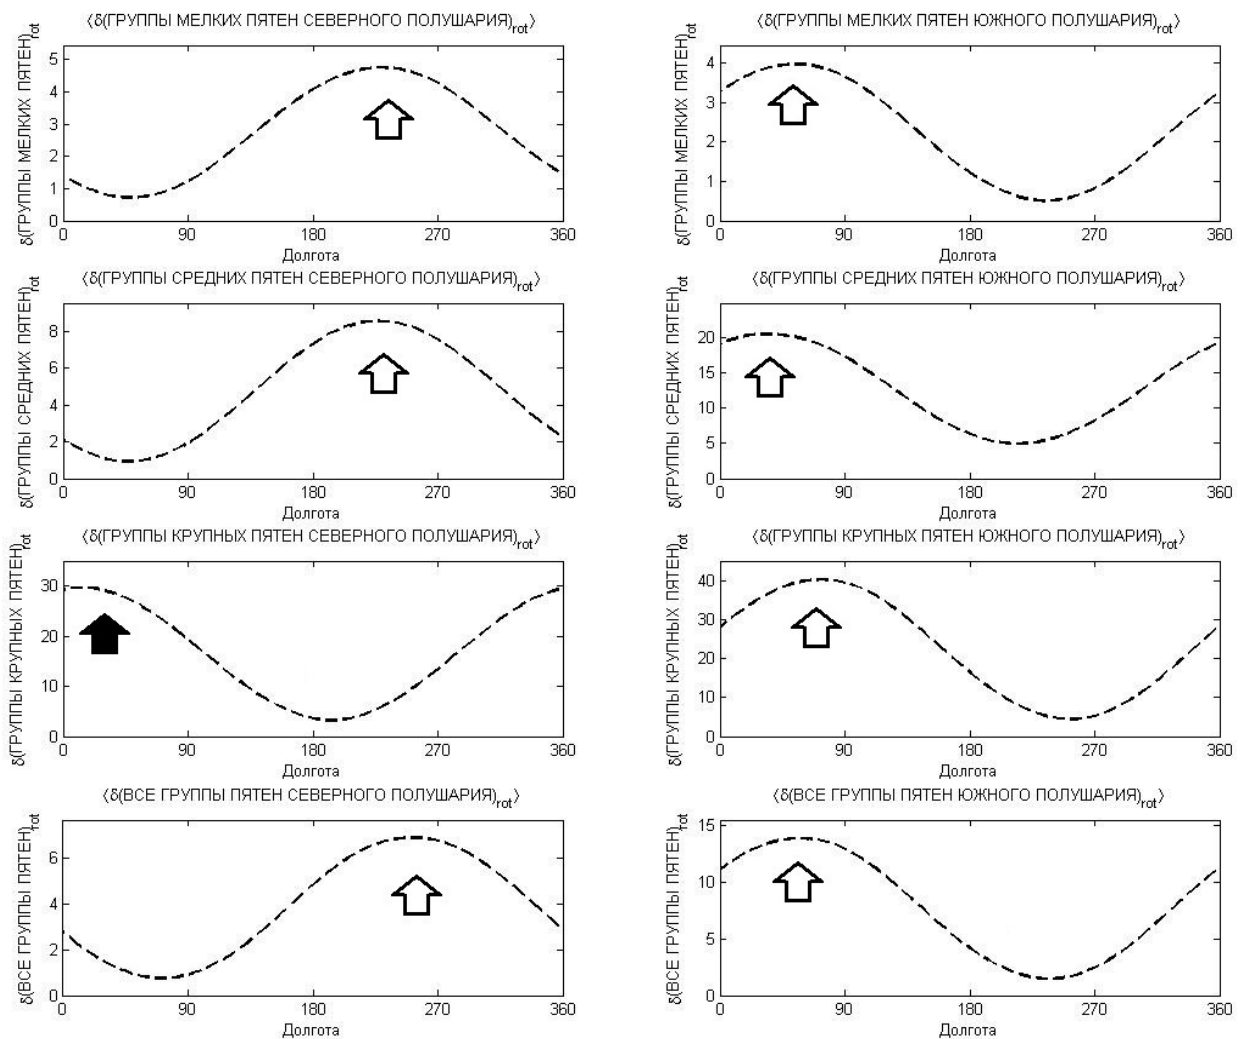 ⟨δ(ГРУППЫ МЕЛКИХ ПЯТЕН СЕВЕРНОГО ПОЛУШАРИЯ)rot⟩
δ(ГРУППЫ МЕЛКИХ ПЯТЕН)rot
5
4
3
2
1
0
0 90 180 270 360
Долгота
⟨δ(ГРУППЫ МЕЛКИХ ПЯТЕН ЮЖНОГО ПОЛУШАРИЯ)rot⟩
δ(ГРУППЫ МЕЛКИХ ПЯТЕН)rot
4
3
2
1
0
0 90 180 270 360
Долгота
⟨δ(ГРУППЫ СРЕДНИХ ПЯТЕН СЕВЕРНОГО ПОЛУШАРИЯ)rot⟩
δ(ГРУППЫ СРЕДНИХ ПЯТЕН)rot
8
6
4
2
0
0 90 180 270 360
Долгота
⟨δ(ГРУППЫ СРЕДНИХ ПЯТЕН ЮЖНОГО ПОЛУШАРИЯ)rot⟩
δ(ГРУППЫ СРЕДНИХ ПЯТЕН)rot
20
15
10
5
0
0 90 180 270 360
Долгота
⟨δ(ГРУППЫ КРУПНЫХ ПЯТЕН СЕВЕРНОГО ПОЛУШАРИЯ)rot⟩
δ(ГРУППЫ КРУПНЫХ ПЯТЕН)rot
30
20
10
0
0 90 180 270 360
Долгота
⟨δ(ГРУППЫ КРУПНЫХ ПЯТЕН ЮЖНОГО ПОЛУШАРИЯ)rot⟩
δ(ГРУППЫ КРУПНЫХ ПЯТЕН)rot
40
30
20
10
0
0 90 180 270 360
Долгота
⟨δ(ВСЕ ГРУППЫ ПЯТЕН СЕВЕРНОГО ПОЛУШАРИЯ)rot⟩
δ(ВСЕ ГРУППЫ ПЯТЕН)rot
6
4
2
0
0 90 180 270 360
Долгота
⟨δ(ВСЕ ГРУППЫ ПЯТЕН ЮЖНОГО ПОЛУШАРИЯ)rot⟩
δ(ВСЕ ГРУППЫ ПЯТЕН)rot
15
10
5
0
0 90 180 270 360
Долгота